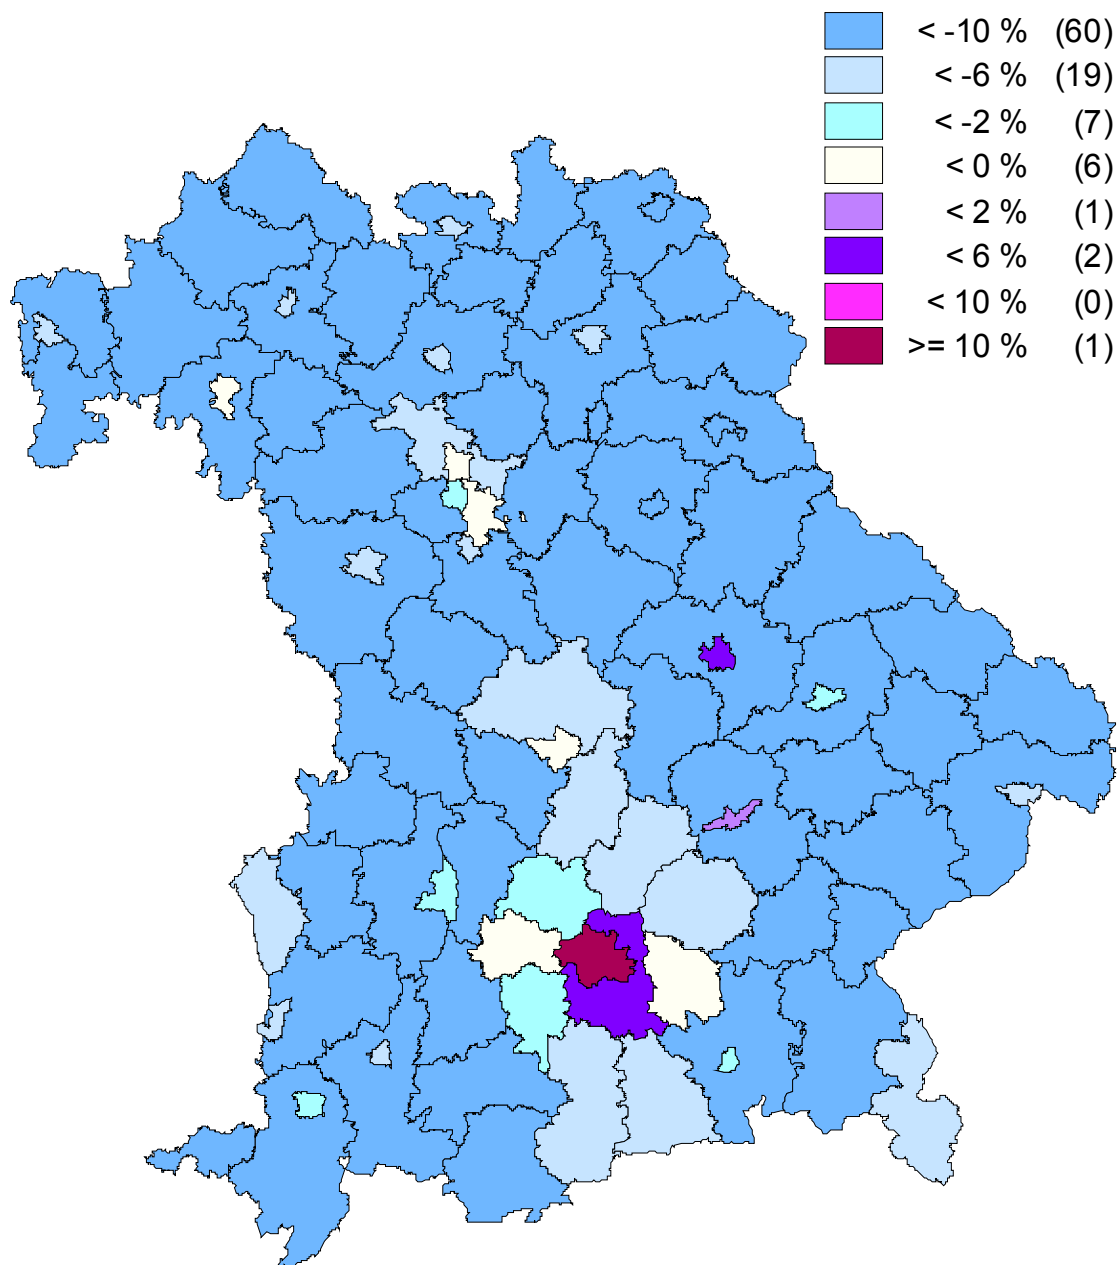 < -10 % (60)
< -6 % (19)
< -2 % (7)
< 0 % (6)
< 2 % (1)
< 6 % (2)
< 10 % (0)
>= 10 % (1)